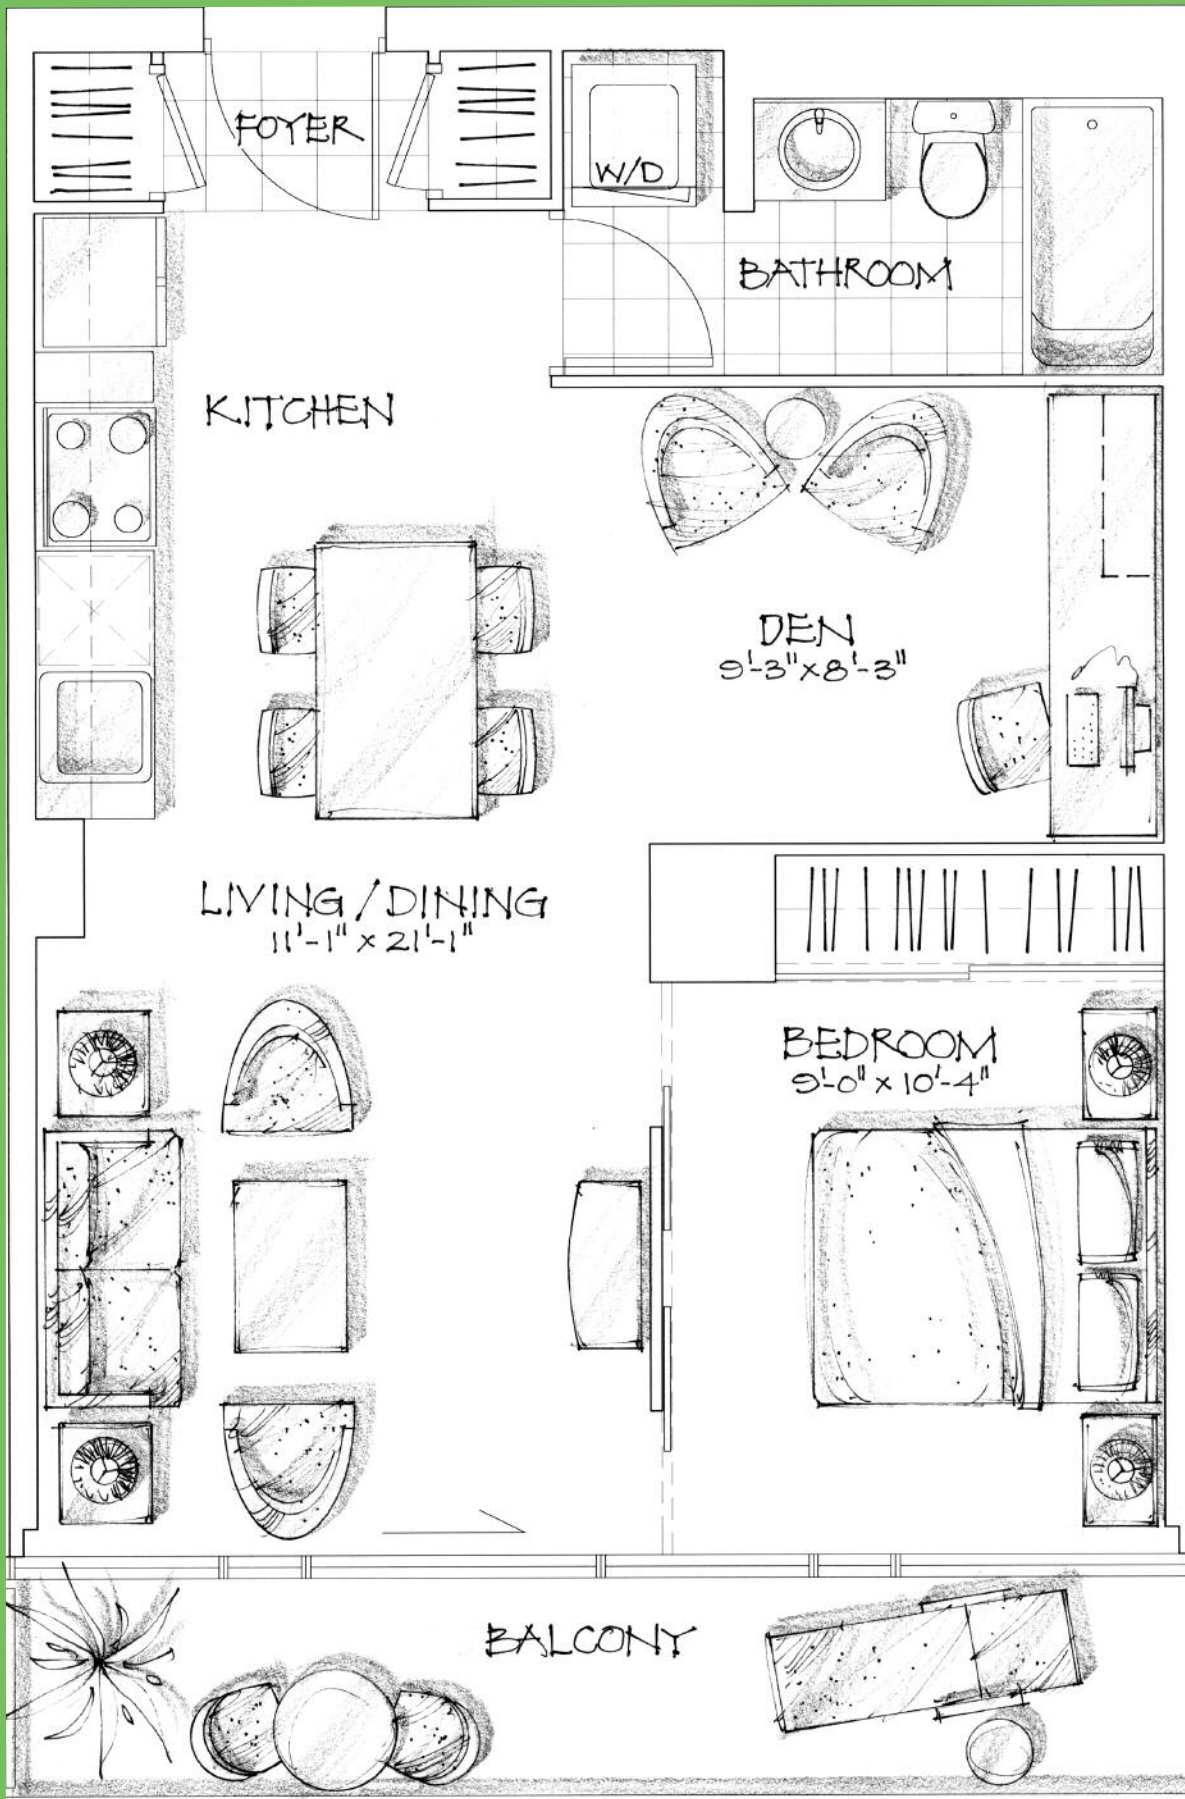 FOYER
W/D
BATHROOM
KITCHEN
DEN
9'-3" x 8'-3"
LIVING / DINING
11'-1" x 21'-1"
BEDROOM
9'-0" x 10'-4"
BALCONY